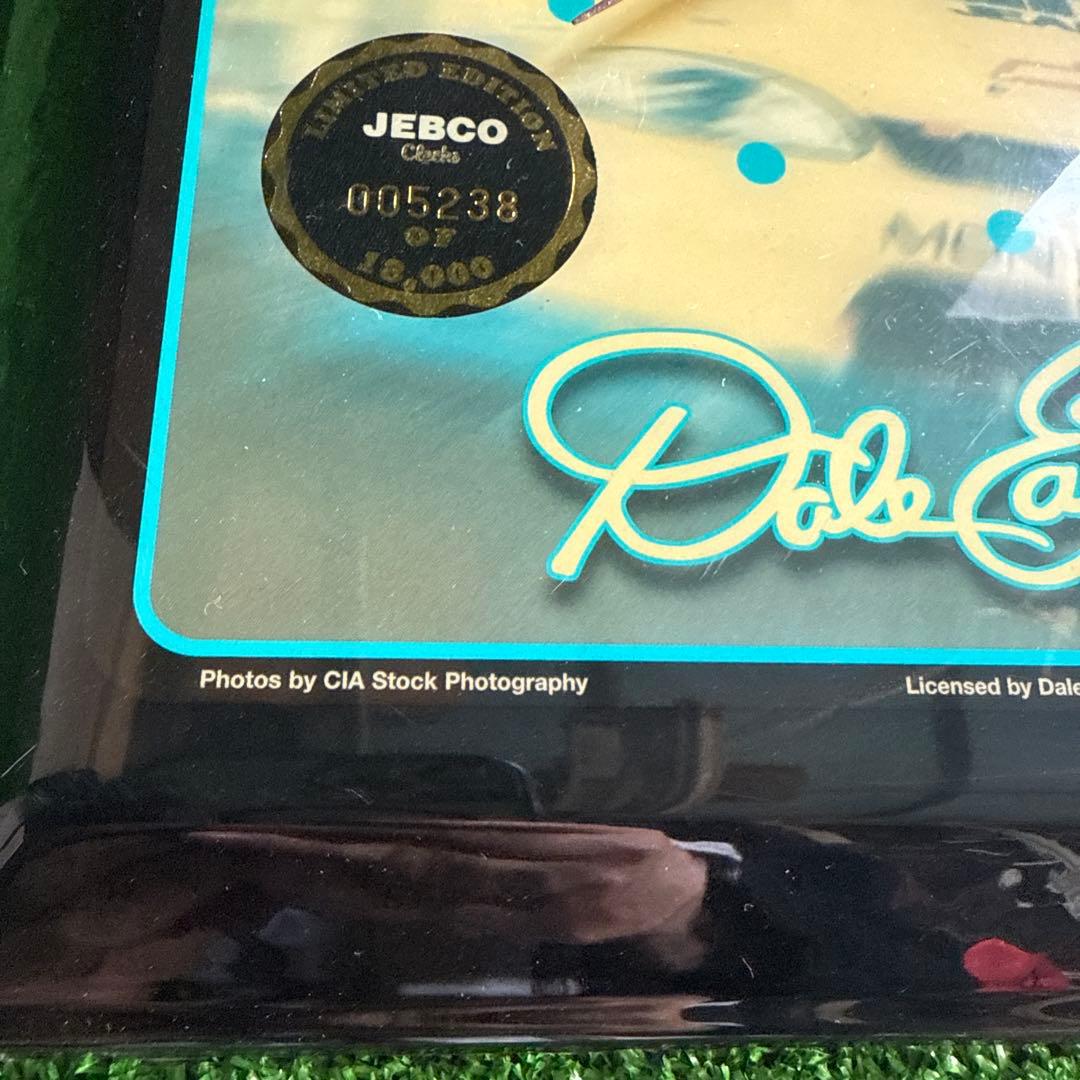 LIMITED EDITION
JEBCO
Clocks
005238
OF
18,000
Dale Ea
Photos by CIA Stock Photography
Licensed by Dale